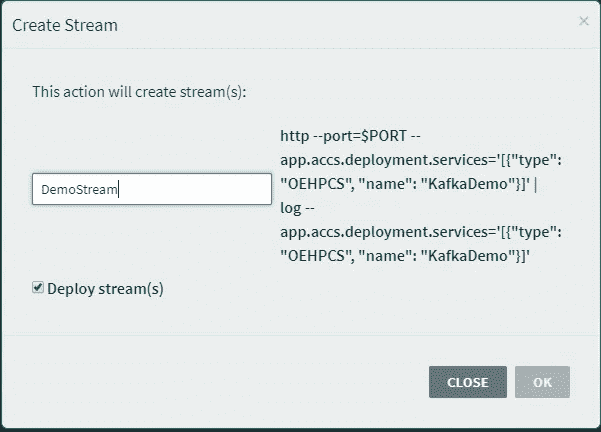 Create Stream
×
This action will create stream(s):
DemoStream
http --port=$PORT --
app.accs.deployment.services='[{"type":
"OEHPCS", "name": "KafkaDemo"}]' |
log --
app.accs.deployment.services='[{"type":
"OEHPCS", "name": "KafkaDemo"}]'
Deploy stream(s)
CLOSE
OK